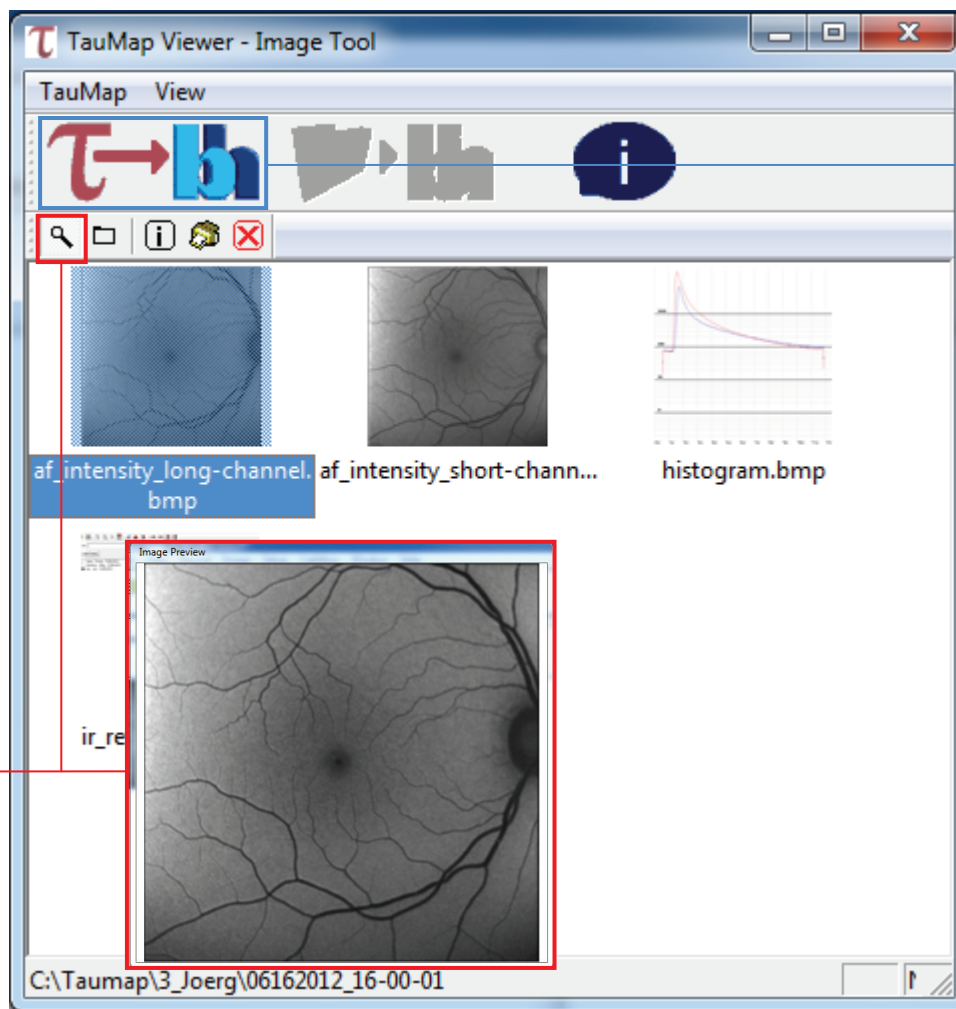 TauMap Viewer - Image Tool
TauMap View
τ bh
i
i
af_intensity_long-channel.
bmp
af_intensity_short-chann...
histogram.bmp
Image Preview
ir_re
C:\Taumap\3_Joerg\06162012_16-00-01